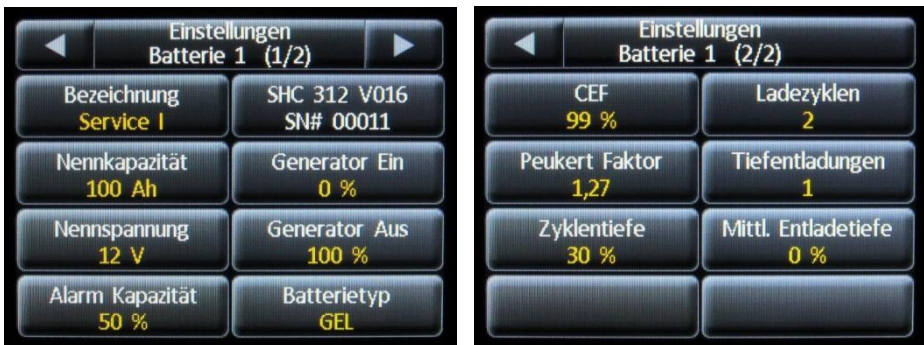 Einstellungen
Batterie 1 (1/2)
Bezeichnung
Service I
SHC 312 V016
SN# 00011
Nennkapazität
100 Ah
Generator Ein
0 %
Nennspannung
12 V
Generator Aus
100 %
Alarm Kapazität
50 %
Batterietyp
GEL
Einstellungen
Batterie 1 (2/2)
CEF
99 %
Ladezyklen
2
Peukert Faktor
1,27
Tiefentladungen
1
Zyklentiefe
30 %
Mittl. Entladetiefe
0 %